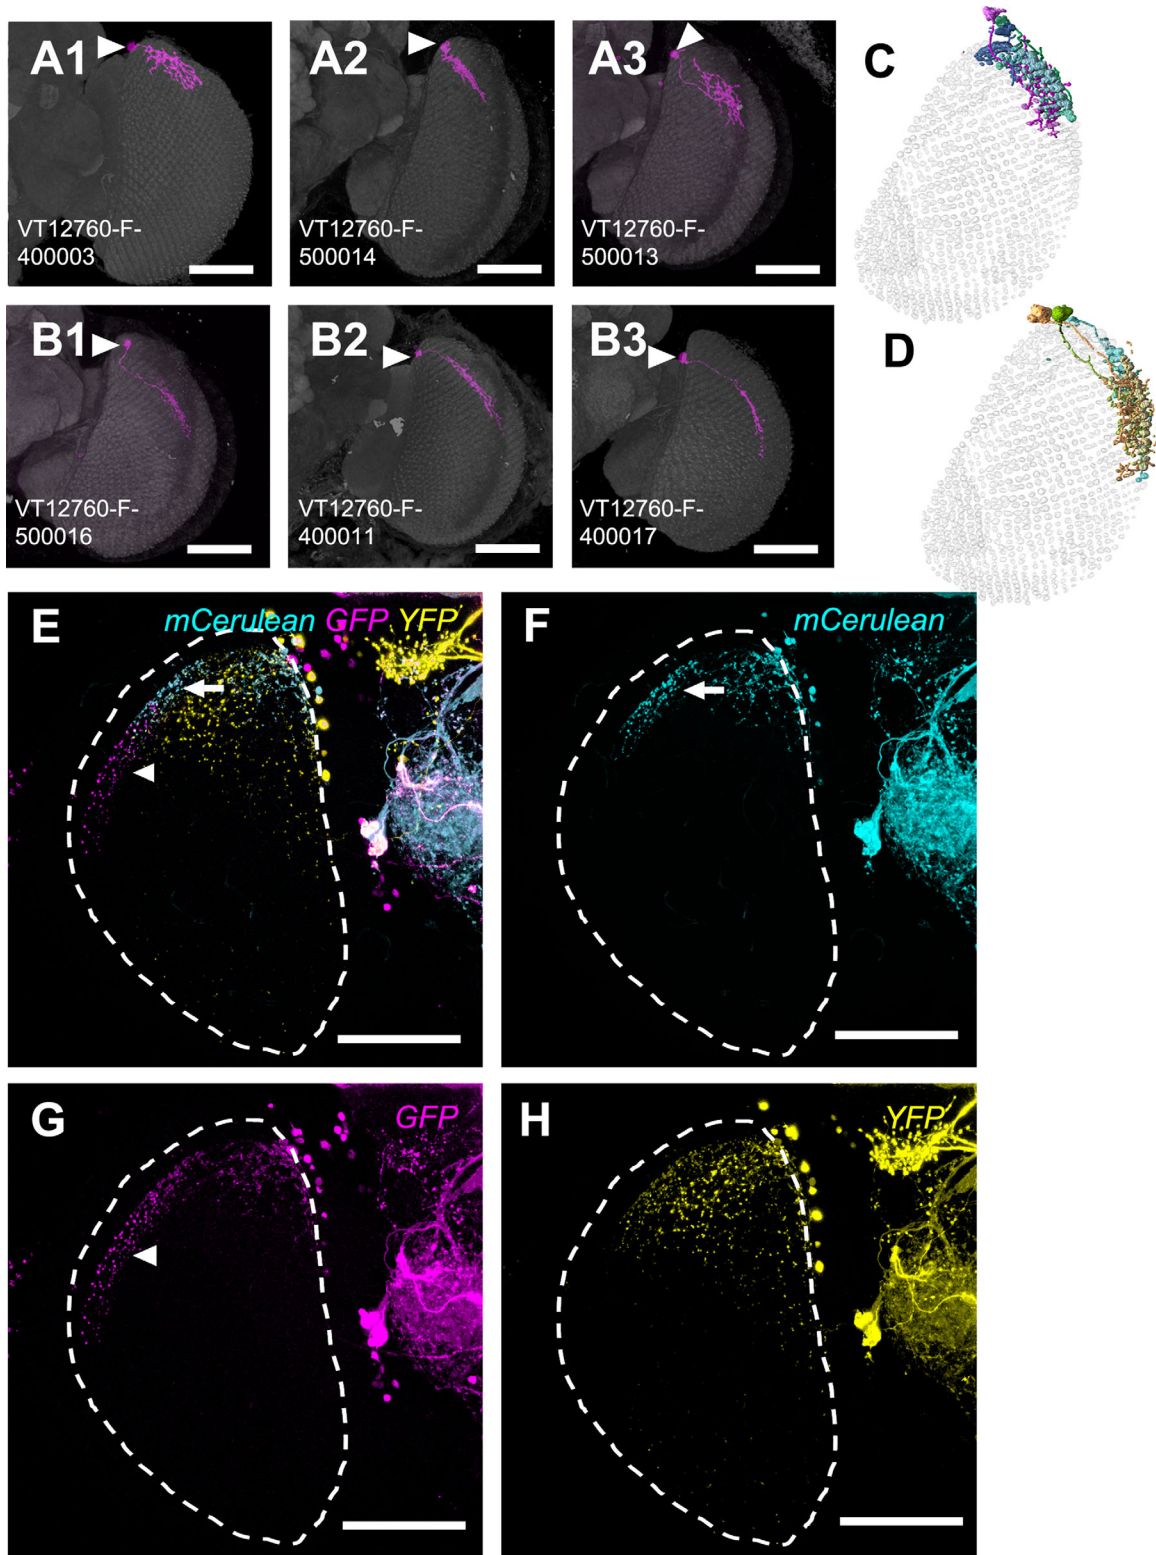 A1
VT12760-F-
400003
A2
VT12760-F-
500014
A3
VT12760-F-
500013
C
B1
VT12760-F-
500016
B2
VT12760-F-
400011
B3
VT12760-F-
400017
D
E
mCerulean GFP YFP
F
mCerulean
G
GFP
H
YFP